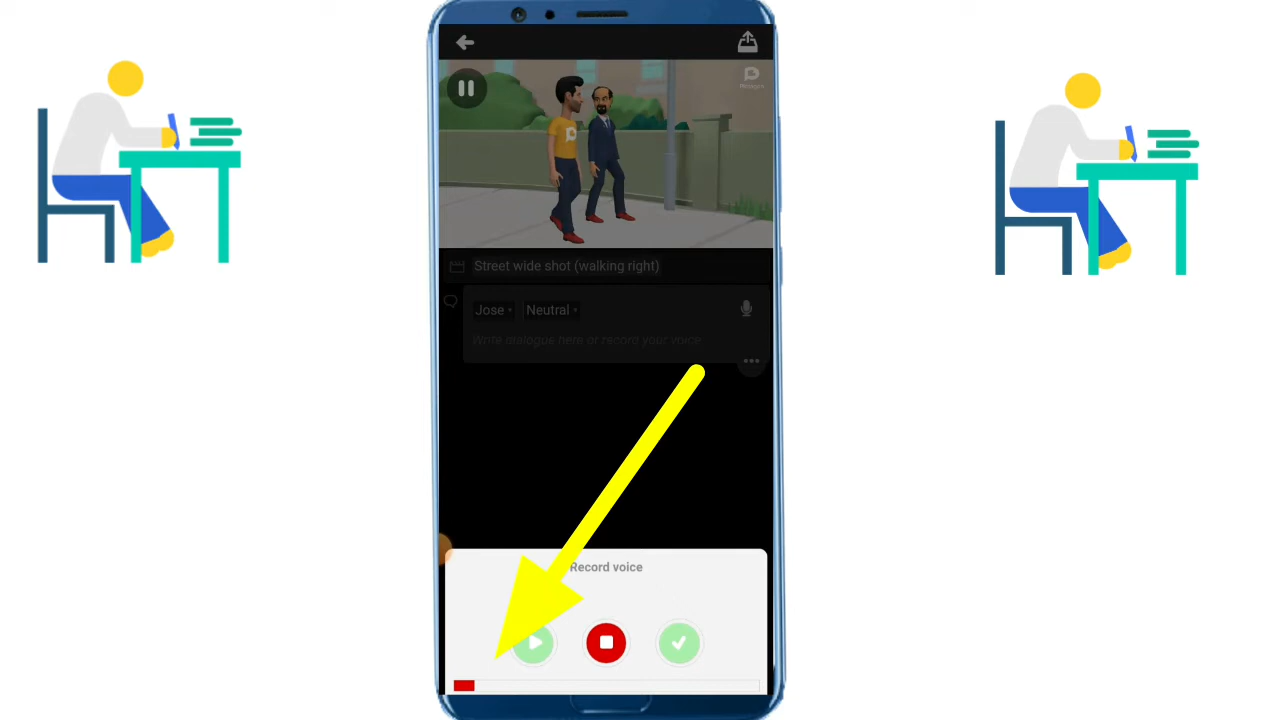 Street wide shot (walking right)
Jose Neutral
Write dialogue here or record your voice
Record voice